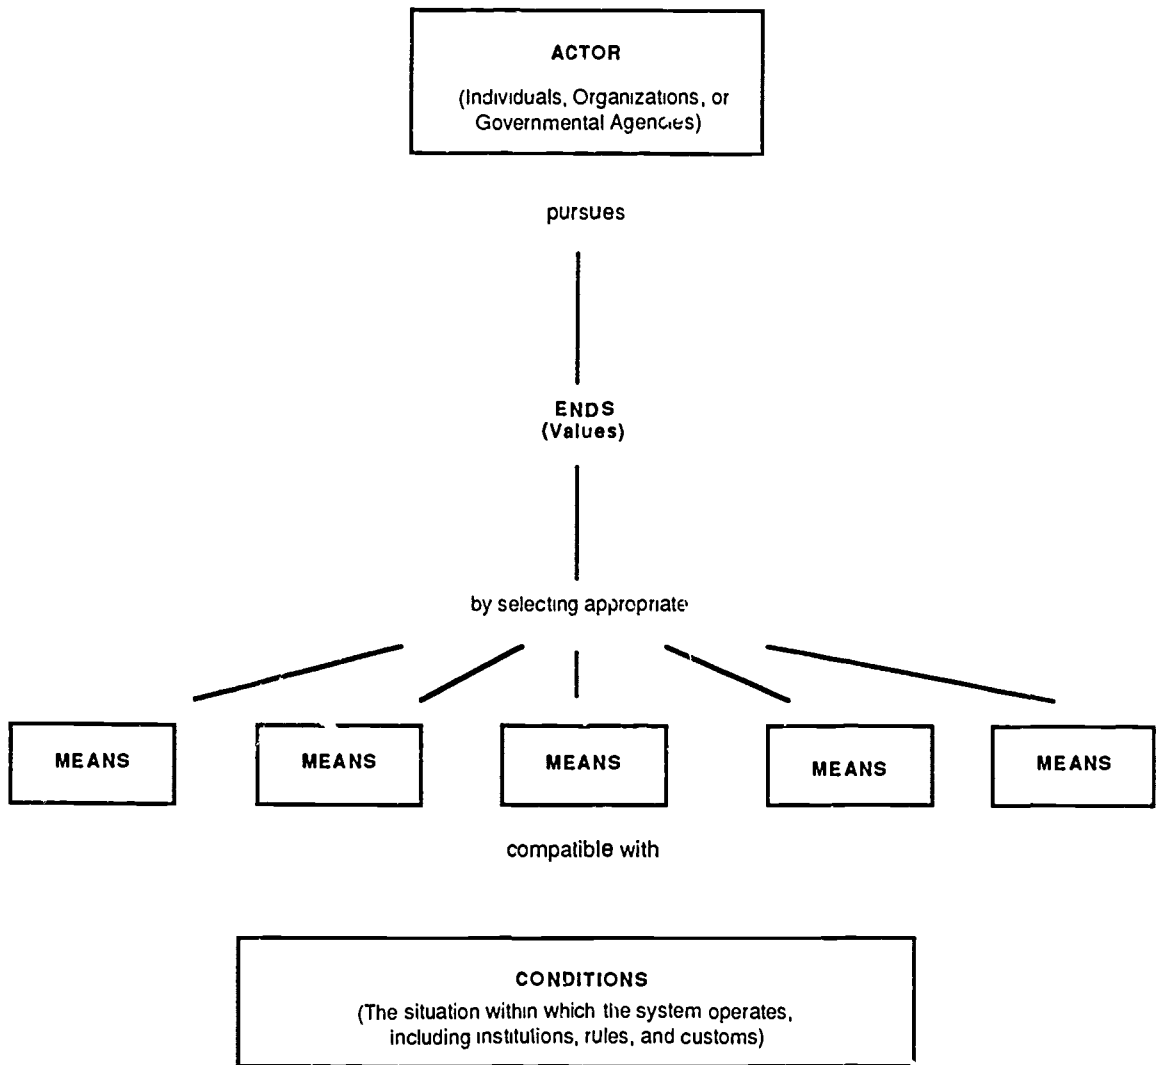 ACTOR
(Individuals, Organizations, or
Governmental Agencies)
pursues
ENDS
(Values)
by selecting appropriate
MEANS
MEANS
MEANS
MEANS
MEANS
compatible with
CONDITIONS
(The situation within which the system operates,
including institutions, rules, and customs)